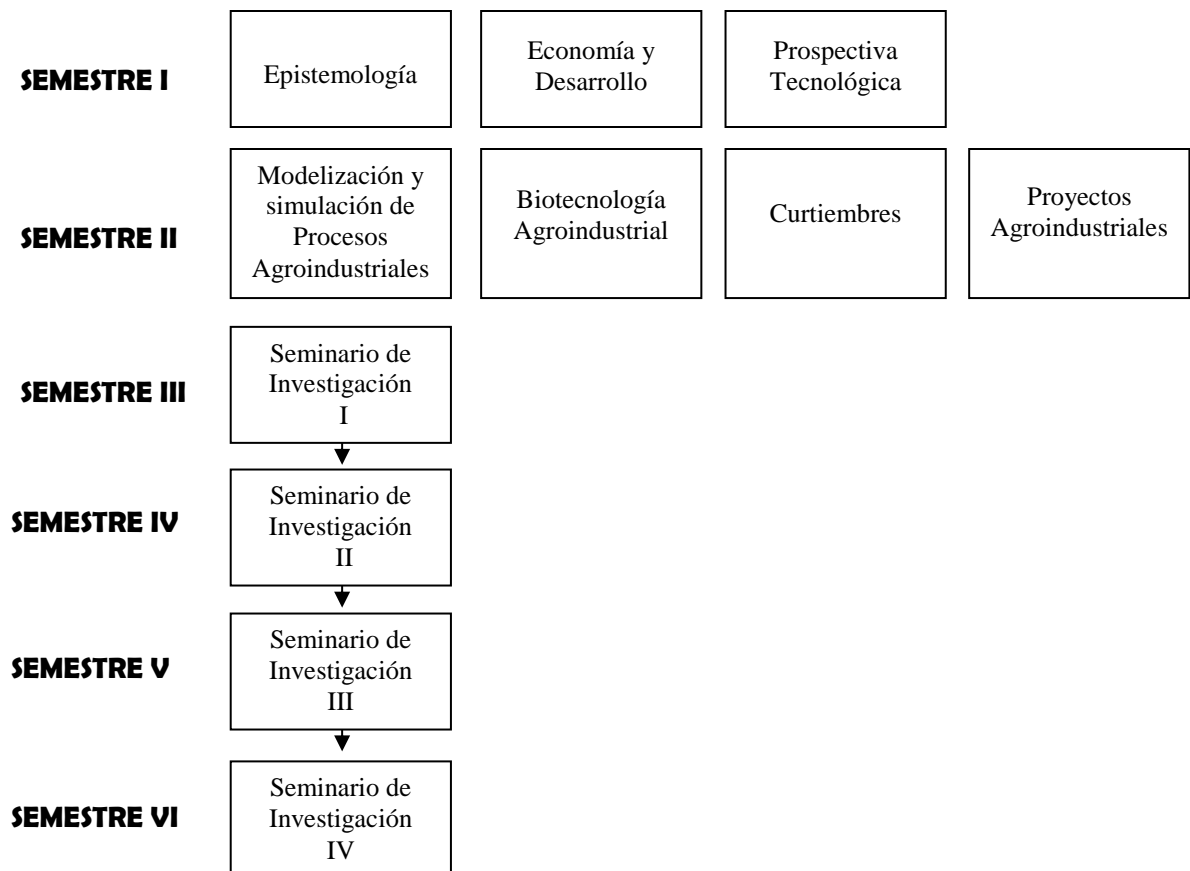 SEMESTRE I
Epistemología
Economía y
Desarrollo
Prospectiva
Tecnológica
SEMESTRE II
Modelización y
simulación de
Procesos
Agroindustriales
Biotecnología
Agroindustrial
Curtiembres
Proyectos
Agroindustriales
SEMESTRE III
Seminario de
Investigación
I
SEMESTRE IV
Seminario de
Investigación
II
SEMESTRE V
Seminario de
Investigación
III
SEMESTRE VI
Seminario de
Investigación
IV